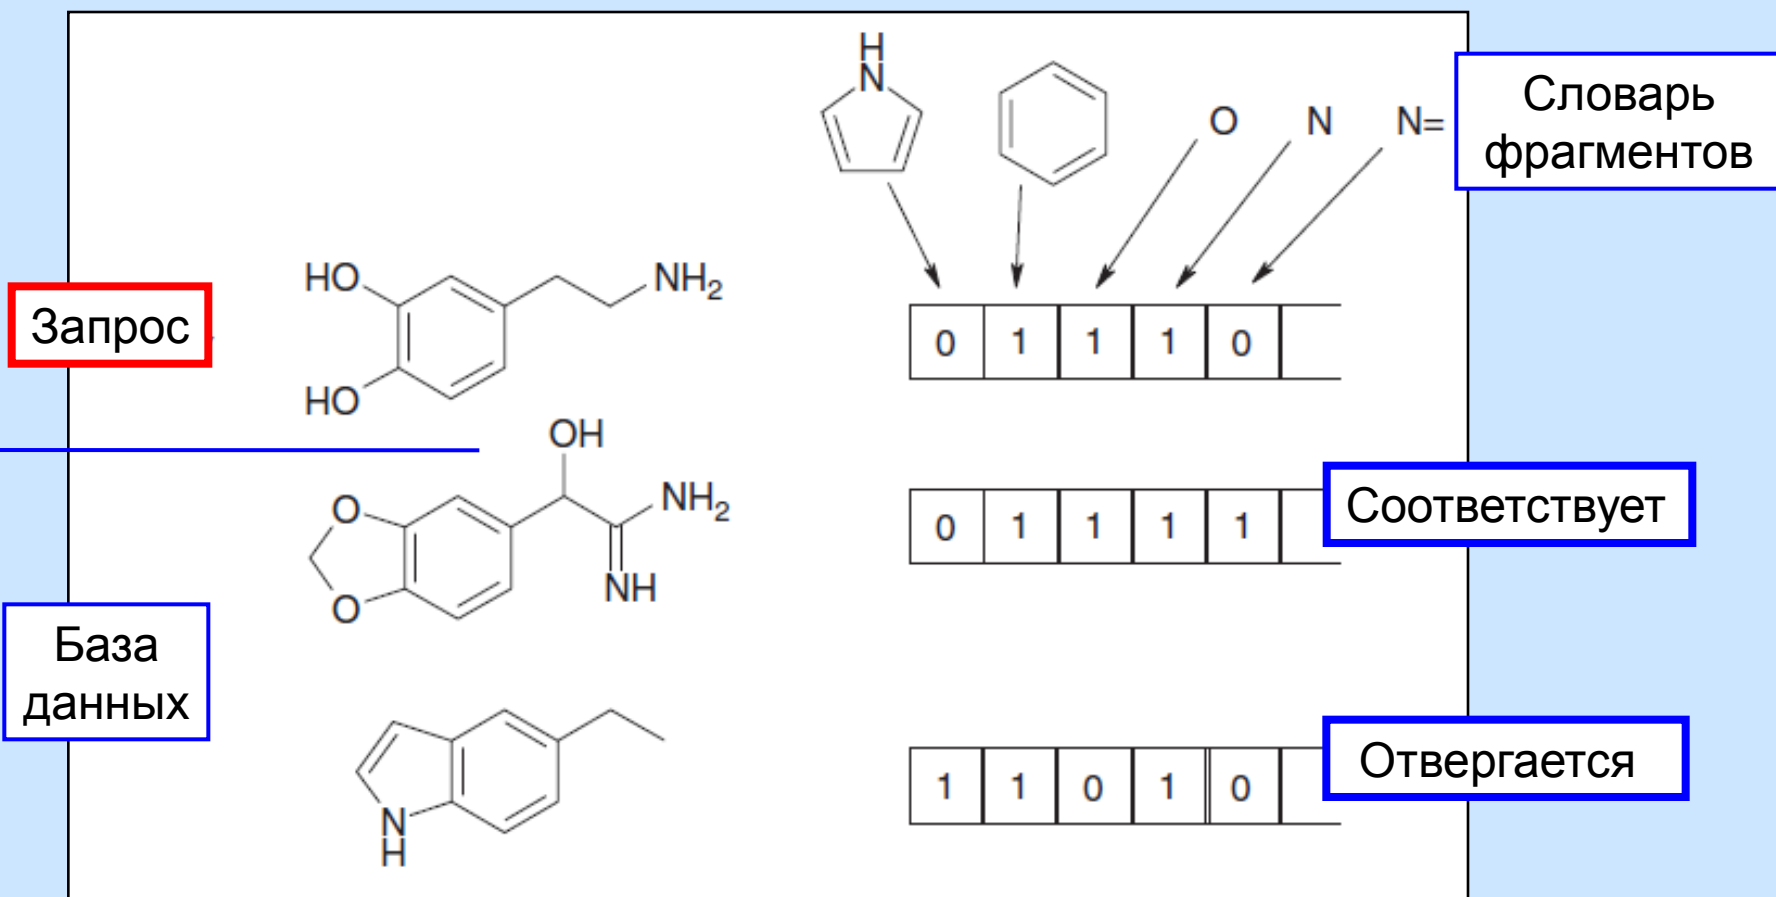 H
N
O N N=
Словарь
фрагментов
Запрос
HO
NH2
HO
0 1 1 1 0
OH
O
NH2
NH
O
0 1 1 1 1
Соответствует
База
данных
N
H
1 1 0 1 0
Отвергается